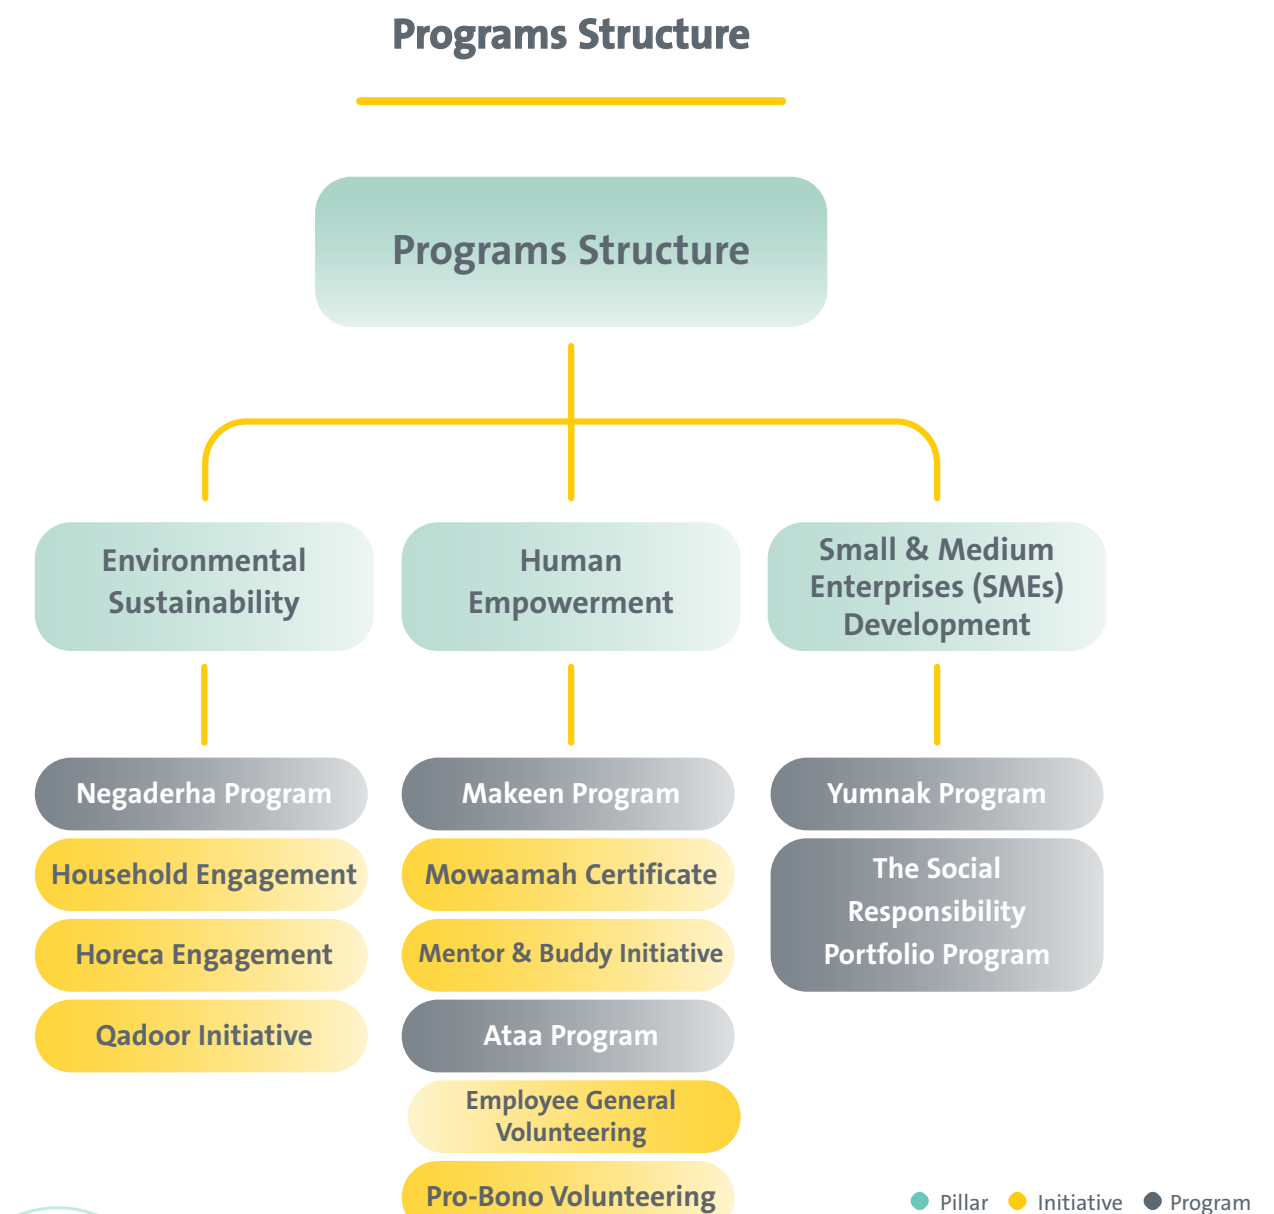 Programs Structure
Programs Structure
Environmental
Sustainability
Human
Empowerment
Small & Medium
Enterprises (SMEs)
Development
Negaderha Program
Household Engagement
Horeca Engagement
Qadoor Initiative
Makeen Program
Mowaamah Certificate
Mentor & Buddy Initiative
Ataa Program
Employee General
Volunteering
Pro-Bono Volunteering
Yumnak Program
The Social
Responsibility
Portfolio Program
Pillar Initiative Program